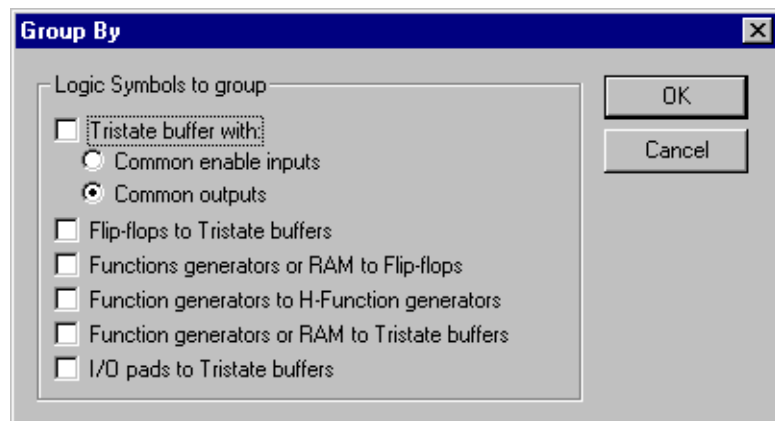 Group By
Logic Symbols to group
Tristate buffer with:
Common enable inputs
Common outputs
Flip-flops to Tristate buffers
Functions generators or RAM to Flip-flops
Function generators to H-Function generators
Function generators or RAM to Tristate buffers
I/O pads to Tristate buffers
OK
Cancel